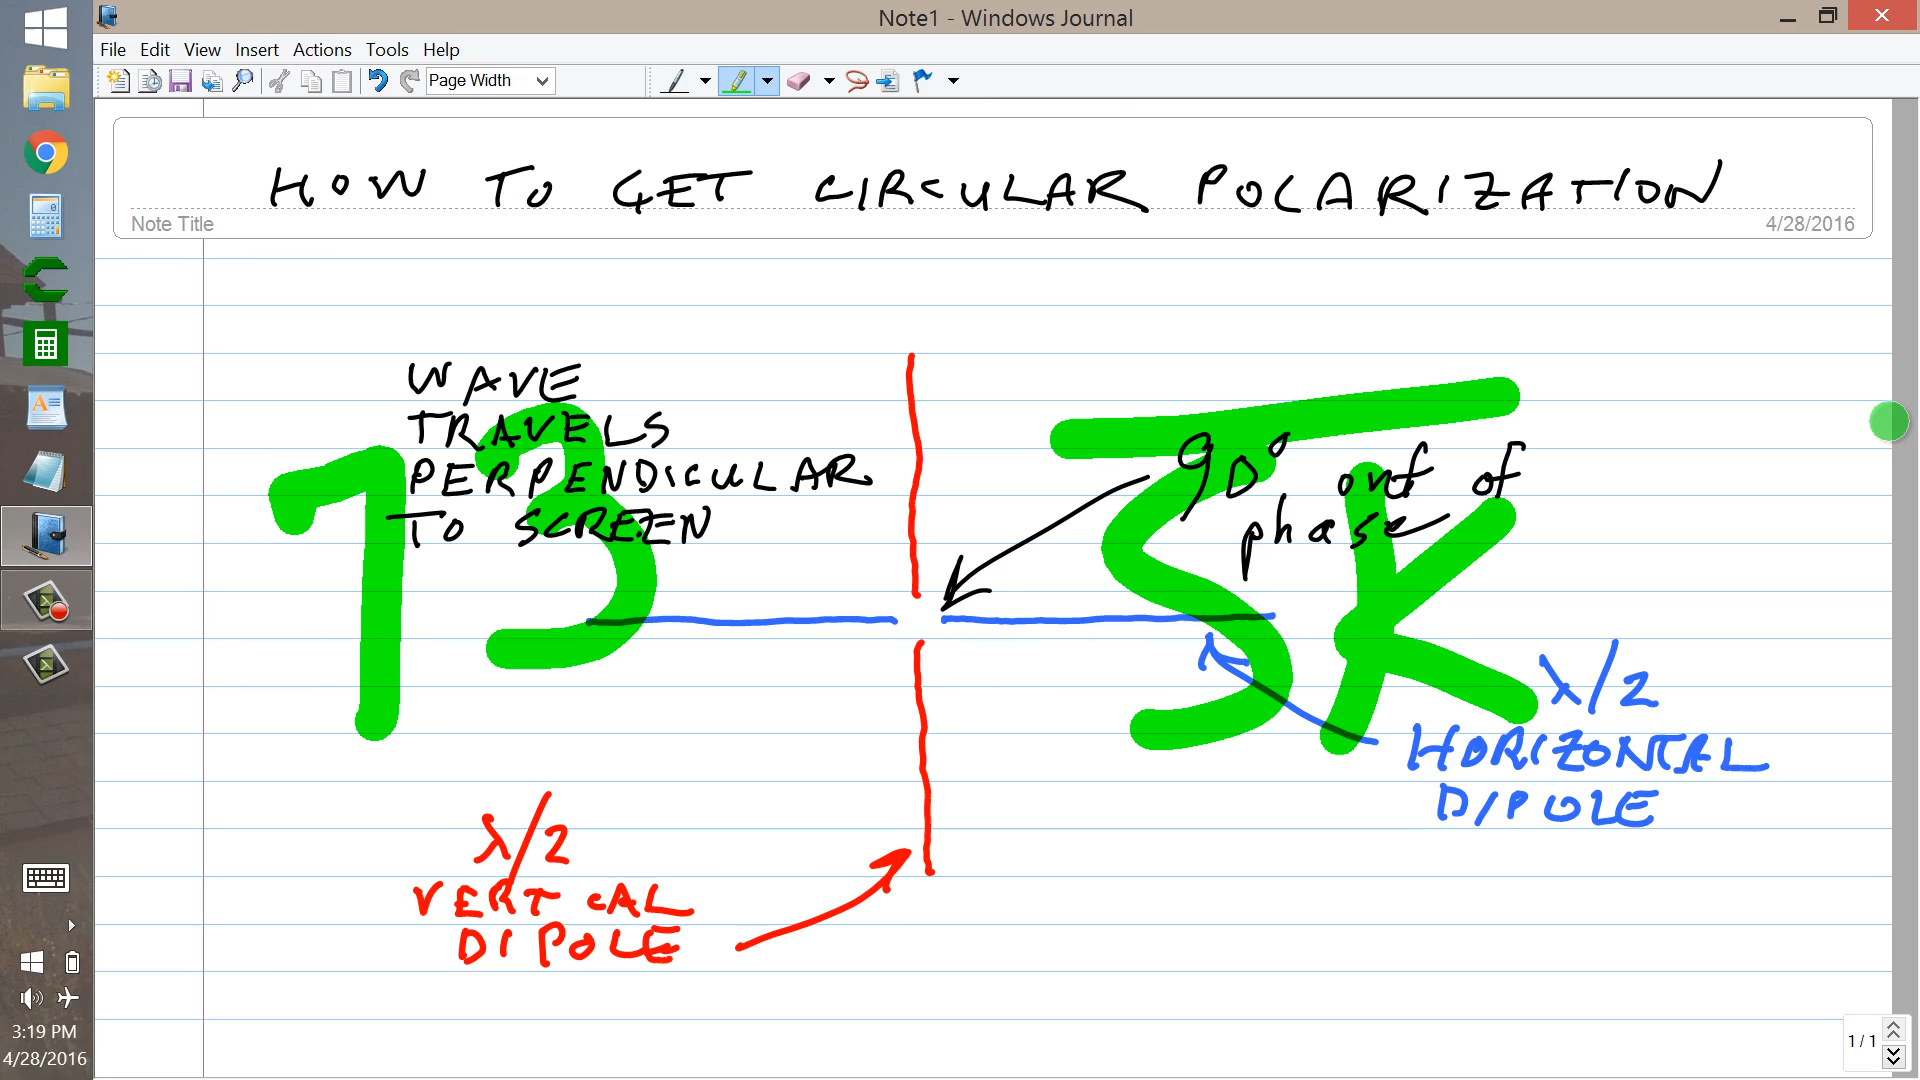 Note1 - Windows Journal
File Edit View Insert Actions Tools Help
Page Width
HOW TO GET CIRCULAR POLARIZATION
Note Title
4/28/2016
WAVE
TRAVELS
PERPENDICULAR
TO SCREEN
90° out of
phase
73 SK
λ/2
HORIZONTAL
DIPOLE
λ/2
VERTICAL
DIPOLE
3:19 PM
4/28/2016
1 / 1